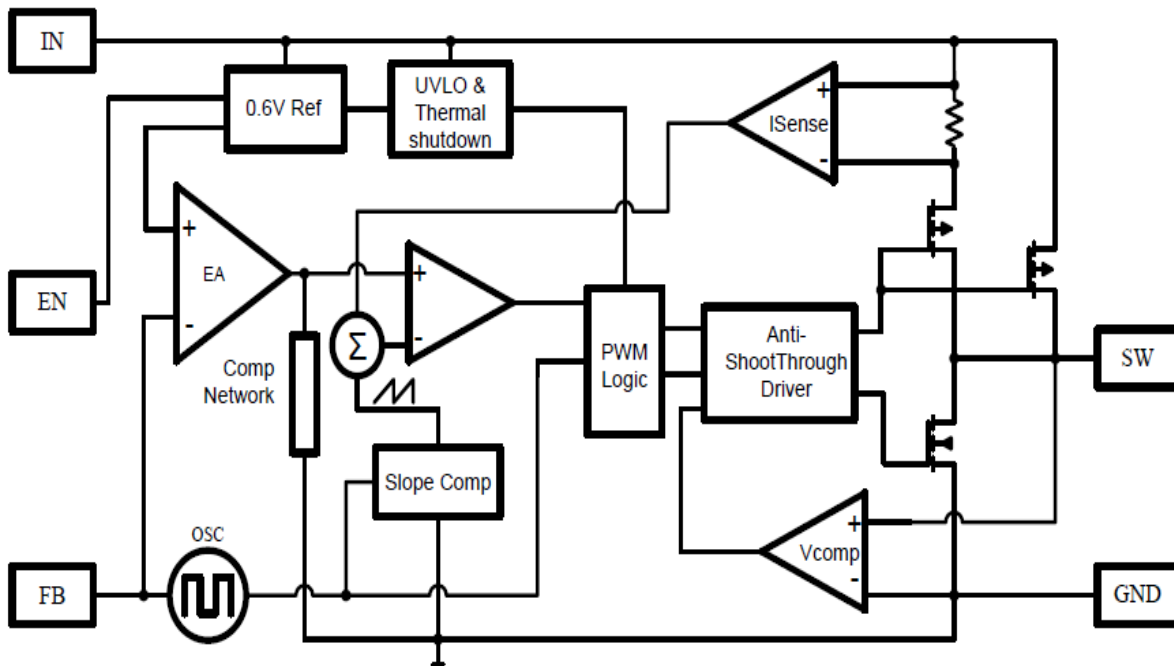 IN
0.6V Ref
UVLO &
Thermal
shutdown
+
ISense
-
+
EA
-
EN
+
-
Σ
Comp
Network
PWM
Logic
Anti-
ShootThrough
Driver
SW
Slope Comp
OSC
+
Vcomp
-
FB
GND